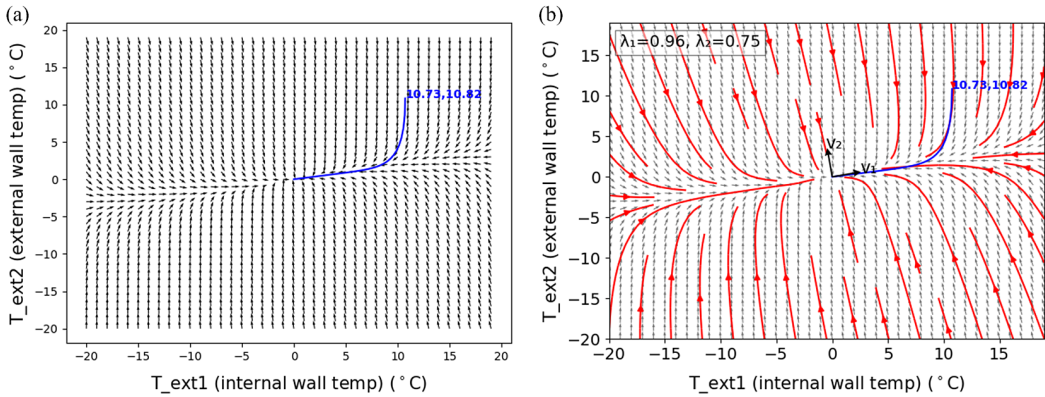 (a)
T_ext2 (external wall temp) (°C)
20
15
10
5
0
−5
−10
−15
−20
10.73,10.82
−20 −15 −10 −5 0 5 10 15 20
T_ext1 (internal wall temp) (°C)
(b)
T_ext2 (external wall temp) (°C)
15
10
5
0
−5
−10
−15
−20
λ₁=0.96, λ₂=0.75
10.73,10.82
v₂
v₁
−20 −15 −10 −5 0 5 10 15
T_ext1 (internal wall temp) (°C)